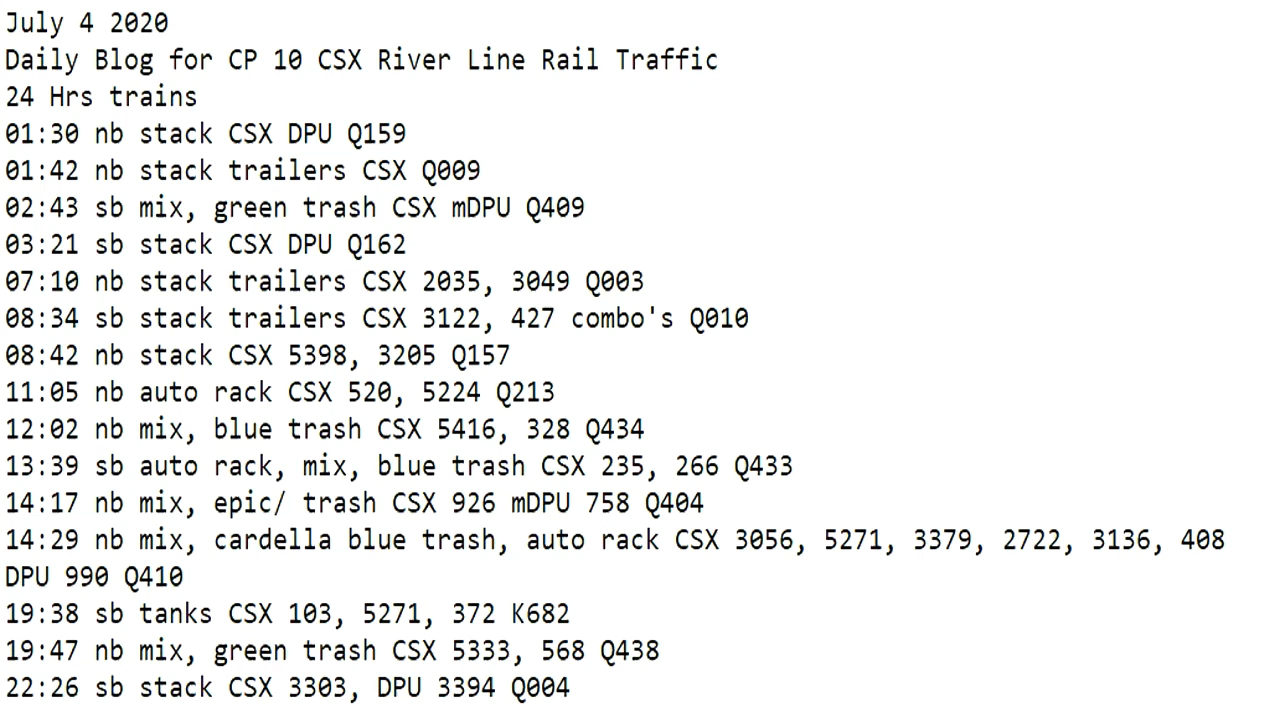 July 4 2020
Daily Blog for CP 10 CSX River Line Rail Traffic
24 Hrs trains
01:30 nb stack CSX DPU Q159
01:42 nb stack trailers CSX Q009
02:43 sb mix, green trash CSX mDPU Q409
03:21 sb stack CSX DPU Q162
07:10 nb stack trailers CSX 2035, 3049 Q003
08:34 sb stack trailers CSX 3122, 427 combo's Q010
08:42 nb stack CSX 5398, 3205 Q157
11:05 nb auto rack CSX 520, 5224 Q213
12:02 nb mix, blue trash CSX 5416, 328 Q434
13:39 sb auto rack, mix, blue trash CSX 235, 266 Q433
14:17 nb mix, epic/ trash CSX 926 mDPU 758 Q404
14:29 nb mix, cardella blue trash, auto rack CSX 3056, 5271, 3379, 2722, 3136, 408
DPU 990 Q410
19:38 sb tanks CSX 103, 5271, 372 K682
19:47 nb mix, green trash CSX 5333, 568 Q438
22:26 sb stack CSX 3303, DPU 3394 Q004